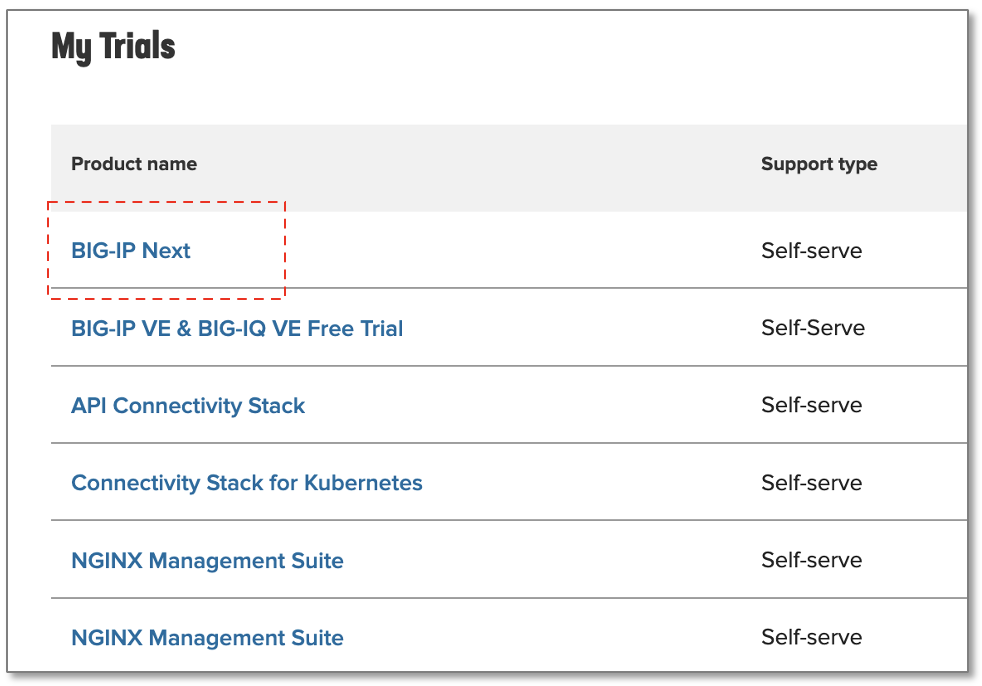 My Trials
Product name Support type
BIG-IP Next Self-serve
BIG-IP VE & BIG-IQ VE Free Trial Self-Serve
API Connectivity Stack Self-serve
Connectivity Stack for Kubernetes Self-serve
NGINX Management Suite Self-serve
NGINX Management Suite Self-serve